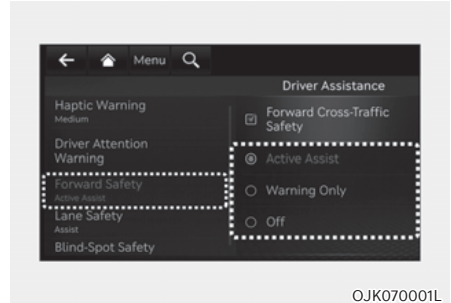 Menu
Driver Assistance
Haptic Warning
Medium
Driver Attention
Warning
Forward Safety
Active Assist
Lane Safety
Assist
Blind-Spot Safety
Forward Cross-Traffic
Safety
Active Assist
Warning Only
Off
OJK070001L